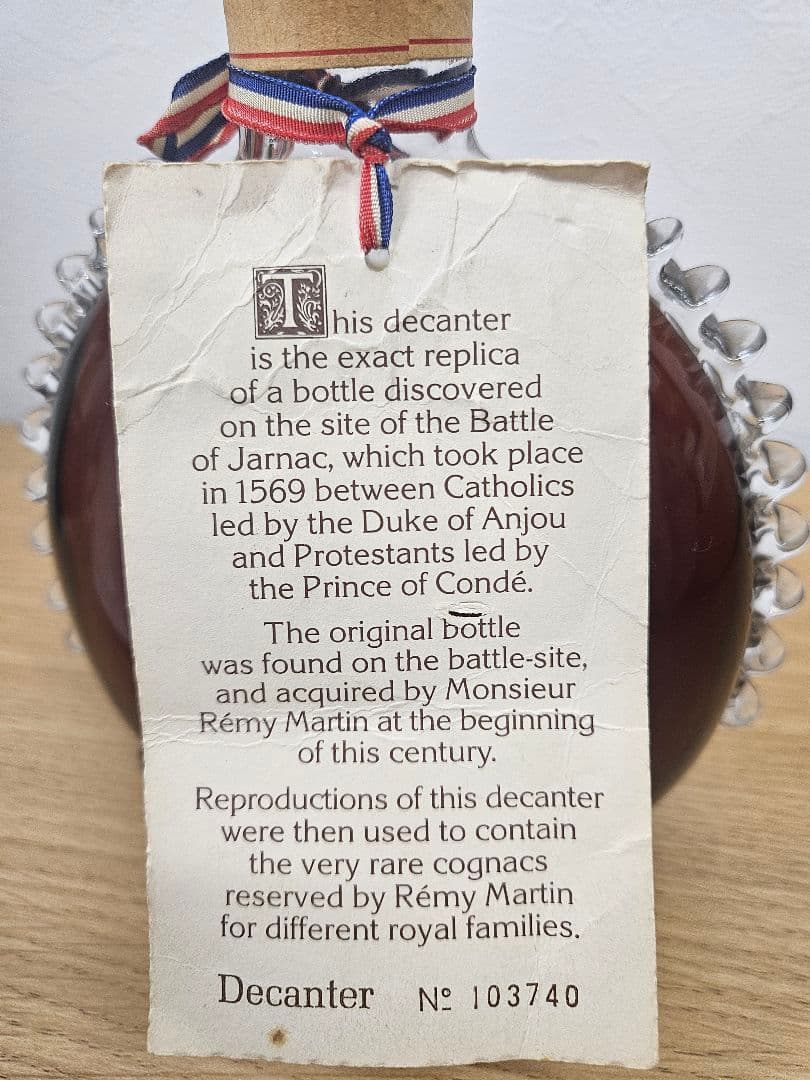 This decanter
is the exact replica
of a bottle discovered
on the site of the Battle
of Jarnac, which took place
in 1569 between Catholics
led by the Duke of Anjou
and Protestants led by
the Prince of Condé.
The original bottle
was found on the battle-site,
and acquired by Monsieur
Rémy Martin at the beginning
of this century.
Reproductions of this decanter
were then used to contain
the very rare cognacs
reserved by Rémy Martin
for different royal families.
Decanter Nº 103740